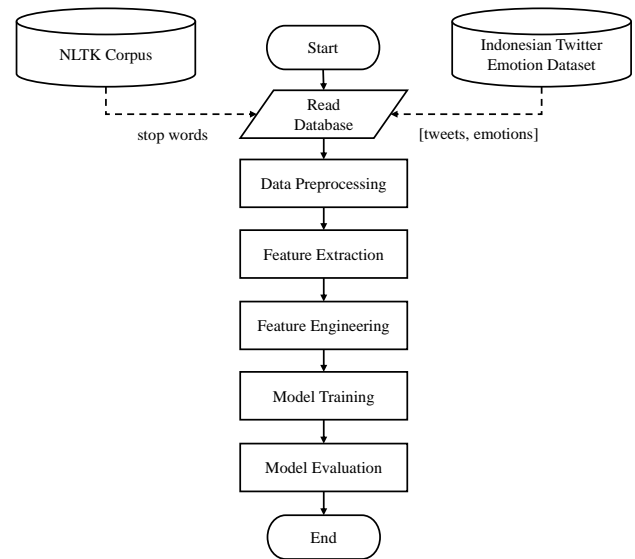 NLTK Corpus
Start
Indonesian Twitter
Emotion Dataset
Read
Database
stop words
[tweets, emotions]
Data Preprocessing
Feature Extraction
Feature Engineering
Model Training
Model Evaluation
End